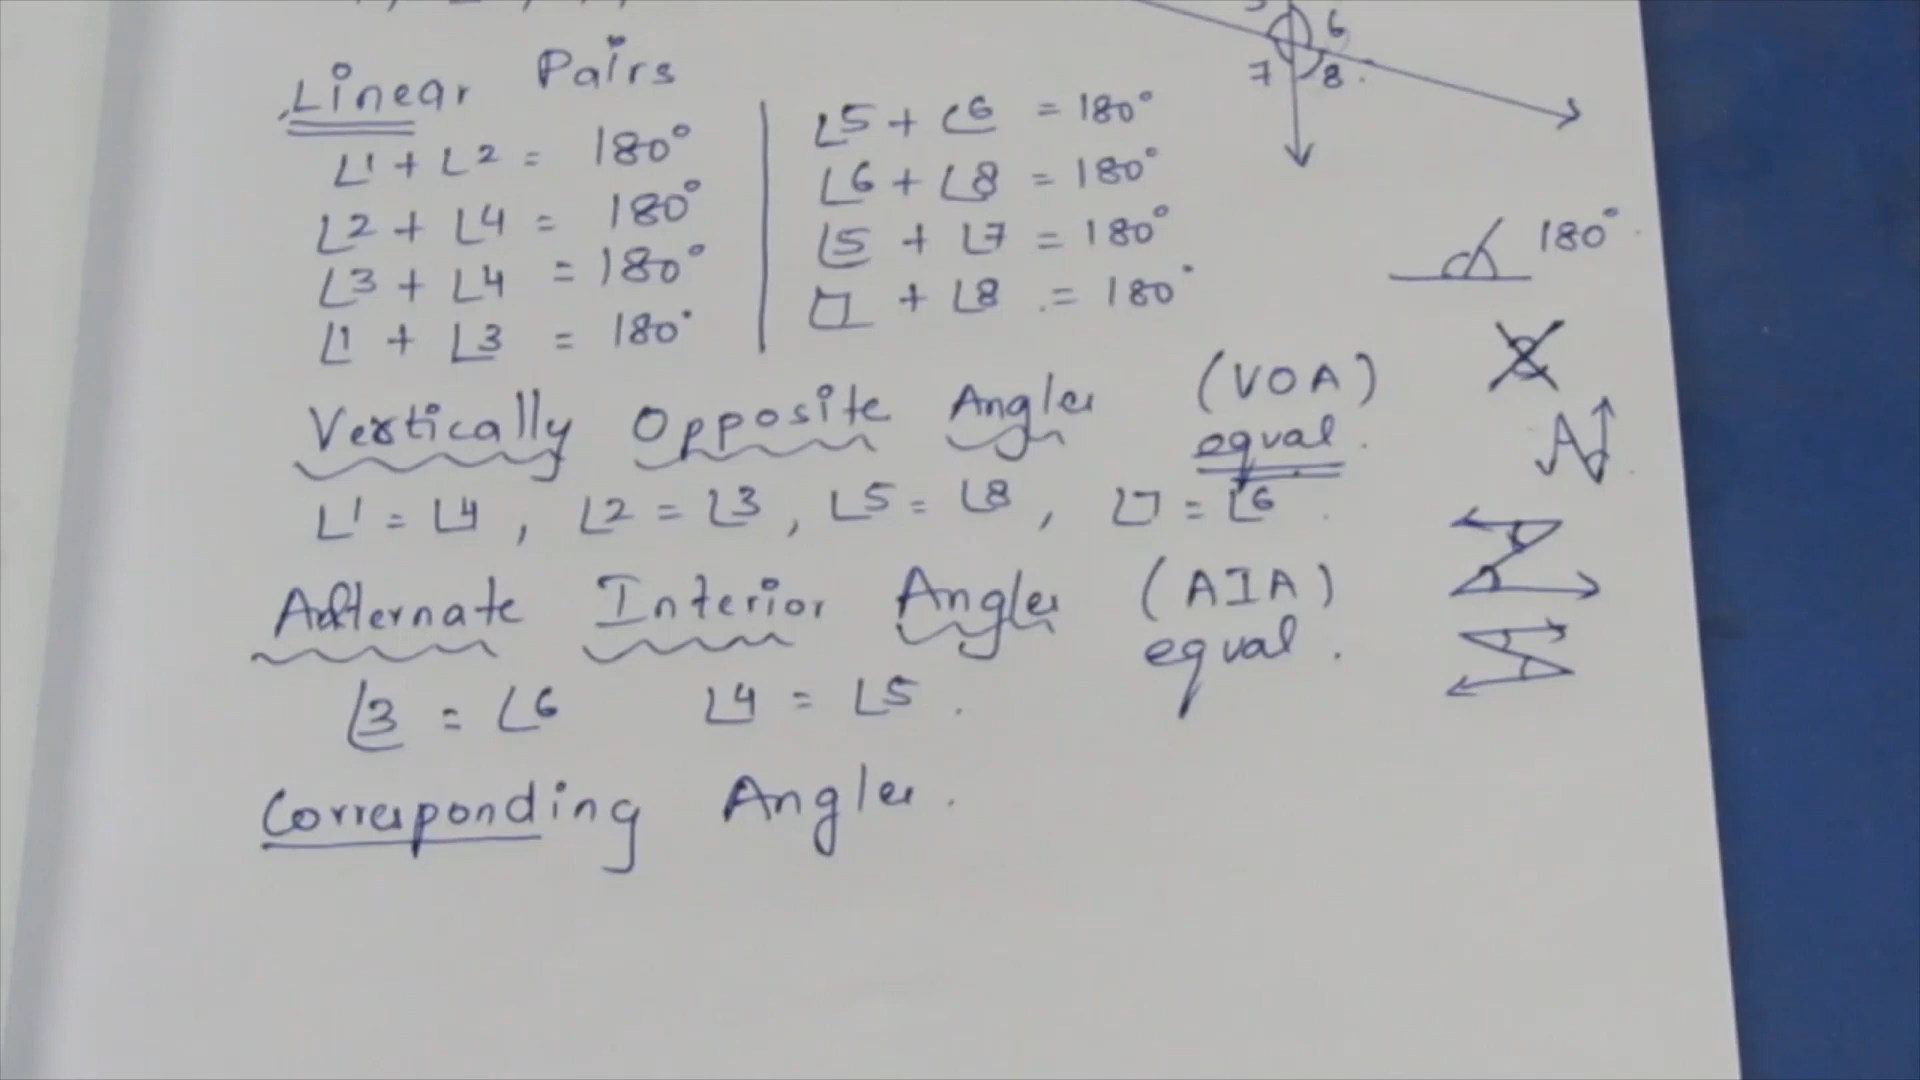 5 6
7 8
Linear Pairs
∠1 + ∠2 = 180°
∠2 + ∠4 = 180°
∠3 + ∠4 = 180°
∠1 + ∠3 = 180°
∠5 + ∠6 = 180°
∠6 + ∠8 = 180°
∠5 + ∠7 = 180°
∠7 + ∠8 = 180°
180°
Vertically Opposite Angles (VOA)
equal.
∠1 = ∠4, ∠2 = ∠3, ∠5 = ∠8, ∠7 = ∠6.
Alternate Interior Angles (AIA)
equal.
∠3 = ∠6 ∠4 = ∠5.
Corresponding Angles.